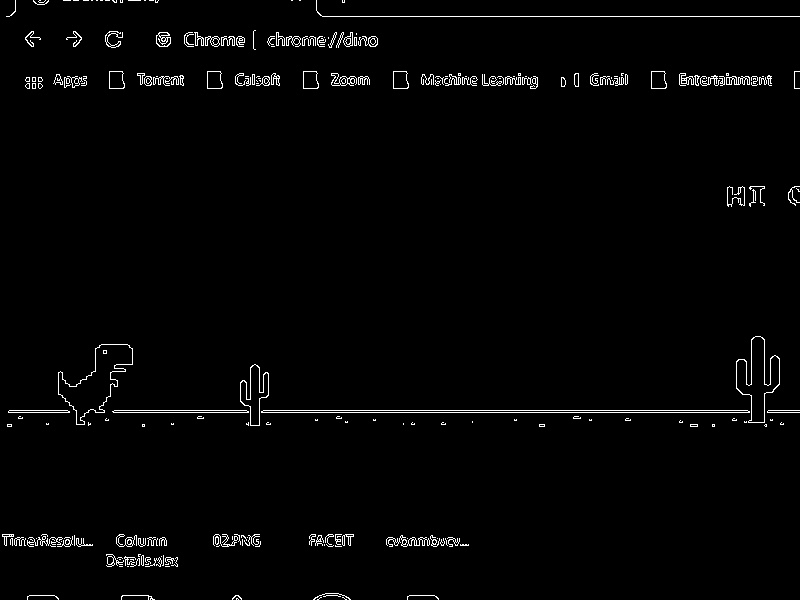 Chrome | chrome://dino
Apps Torrent Calsoft Zoom Machine Learning Gmail Entertainment
HI
TimerResolu... Column Details.xlsx 02.PNG FACEIT cvbnmbvcv...